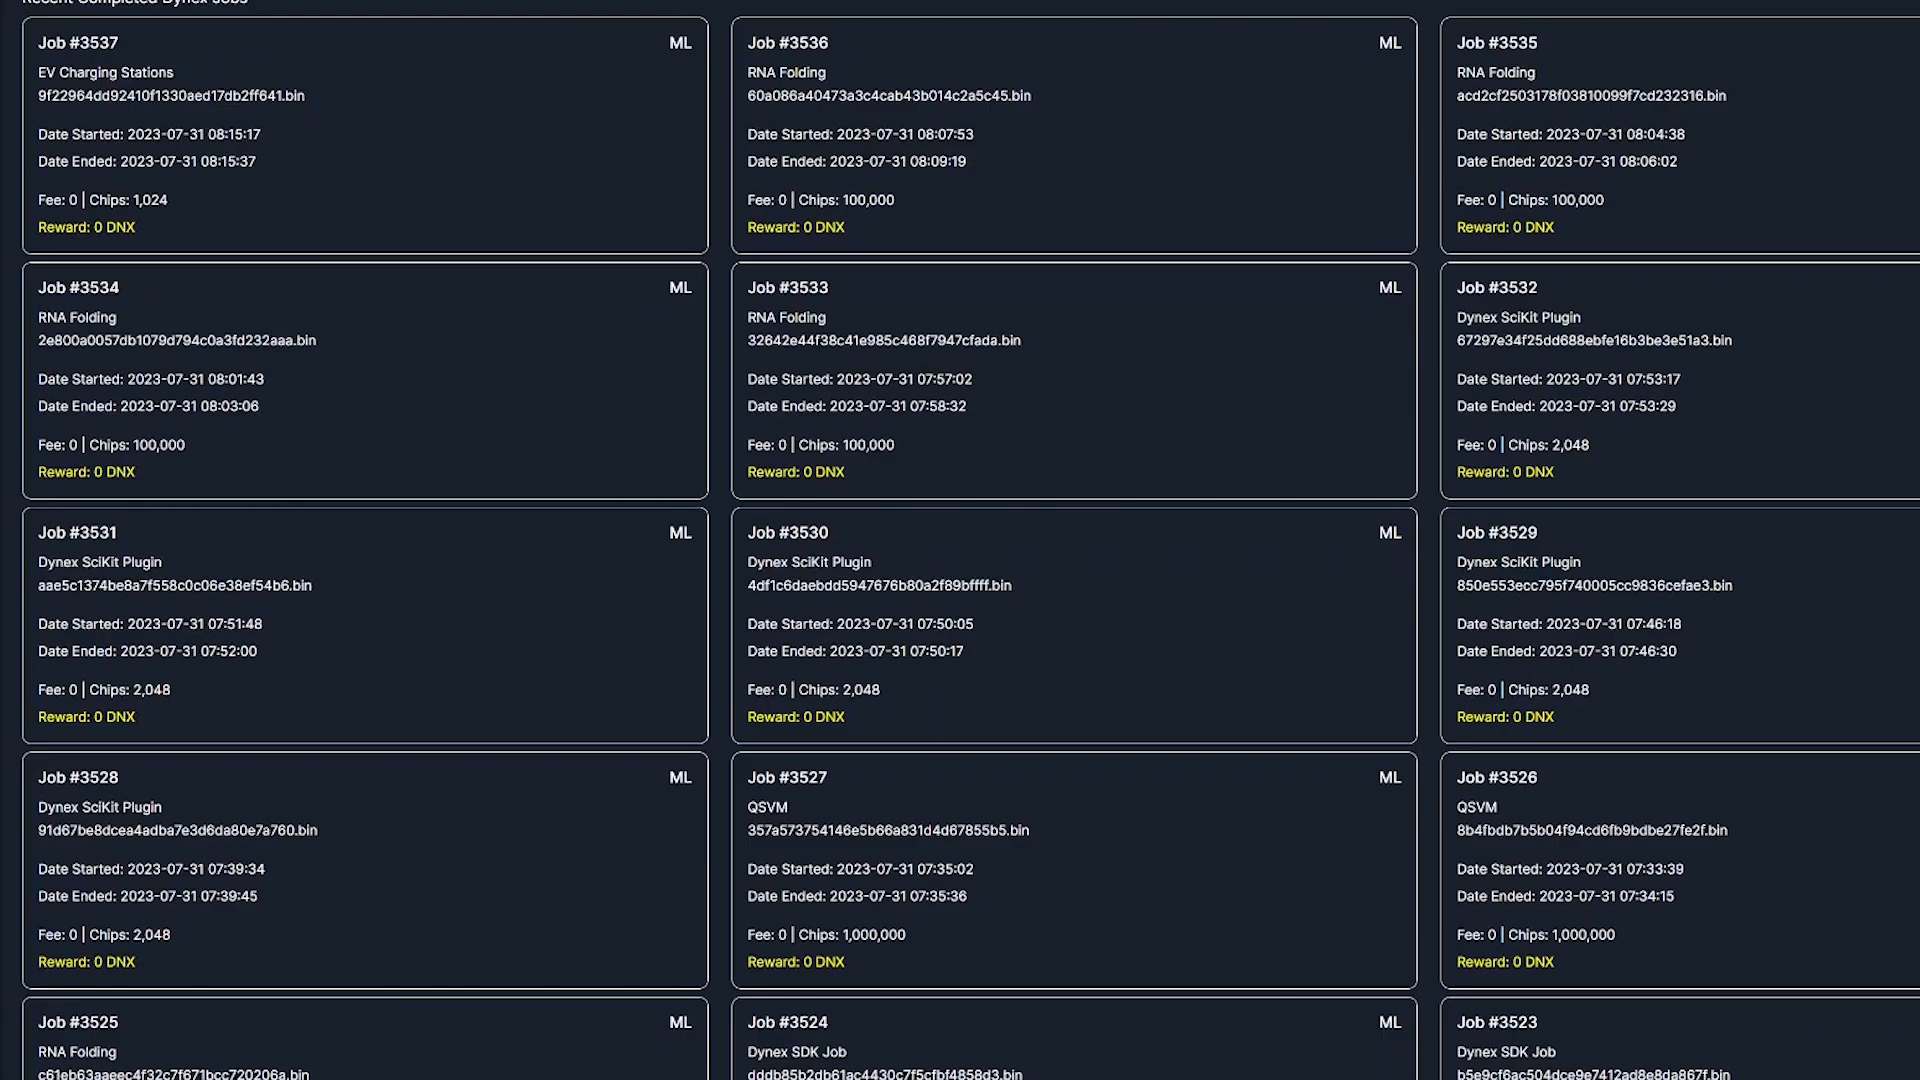 Recent Completed Dynex Jobs
Job #3537 ML
EV Charging Stations
9f22964dd92410f1330aed17db2ff641.bin
Date Started: 2023-07-31 08:15:17
Date Ended: 2023-07-31 08:15:37
Fee: 0 | Chips: 1,024
Reward: 0 DNX
Job #3536 ML
RNA Folding
60a086a40473a3c4cab43b014c2a5c45.bin
Date Started: 2023-07-31 08:07:53
Date Ended: 2023-07-31 08:09:19
Fee: 0 | Chips: 100,000
Reward: 0 DNX
Job #3535
RNA Folding
acd2cf2503178f03810099f7cd232316.bin
Date Started: 2023-07-31 08:04:38
Date Ended: 2023-07-31 08:06:02
Fee: 0 | Chips: 100,000
Reward: 0 DNX
Job #3534 ML
RNA Folding
2e800a0057db1079d794c0a3fd232aaa.bin
Date Started: 2023-07-31 08:01:43
Date Ended: 2023-07-31 08:03:06
Fee: 0 | Chips: 100,000
Reward: 0 DNX
Job #3533 ML
RNA Folding
32642e44f38c41e985c468f7947cfada.bin
Date Started: 2023-07-31 07:57:02
Date Ended: 2023-07-31 07:58:32
Fee: 0 | Chips: 100,000
Reward: 0 DNX
Job #3532
Dynex SciKit Plugin
67297e34f25dd688ebfe16b3be3e51a3.bin
Date Started: 2023-07-31 07:53:17
Date Ended: 2023-07-31 07:53:29
Fee: 0 | Chips: 2,048
Reward: 0 DNX
Job #3531 ML
Dynex SciKit Plugin
aae5c1374be8a7f558c0c06e38ef54b6.bin
Date Started: 2023-07-31 07:51:48
Date Ended: 2023-07-31 07:52:00
Fee: 0 | Chips: 2,048
Reward: 0 DNX
Job #3530 ML
Dynex SciKit Plugin
4df1c6daebdd5947676b80a2f89bffff.bin
Date Started: 2023-07-31 07:50:05
Date Ended: 2023-07-31 07:50:17
Fee: 0 | Chips: 2,048
Reward: 0 DNX
Job #3529
Dynex SciKit Plugin
850e553ecc795f740005cc9836cefae3.bin
Date Started: 2023-07-31 07:46:18
Date Ended: 2023-07-31 07:46:30
Fee: 0 | Chips: 2,048
Reward: 0 DNX
Job #3528 ML
Dynex SciKit Plugin
91d67be8dcea4adba7e3d6da80e7a760.bin
Date Started: 2023-07-31 07:39:34
Date Ended: 2023-07-31 07:39:45
Fee: 0 | Chips: 2,048
Reward: 0 DNX
Job #3527 ML
QSVM
357a573754146e5b66a831d4d67855b5.bin
Date Started: 2023-07-31 07:35:02
Date Ended: 2023-07-31 07:35:36
Fee: 0 | Chips: 1,000,000
Reward: 0 DNX
Job #3526
QSVM
8b4fbdb7b5b04f94cd6fb9bdbe27fe2f.bin
Date Started: 2023-07-31 07:33:39
Date Ended: 2023-07-31 07:34:15
Fee: 0 | Chips: 1,000,000
Reward: 0 DNX
Job #3525 ML
RNA Folding
c61eb63aaeec4f32c7f671bcc720206a.bin
Job #3524 ML
Dynex SDK Job
dddb85b2db61ac4430c7f5cfbf4858d3.bin
Job #3523
Dynex SDK Job
b5e9cf6ac504dce9e7412ad8e8da867f.bin